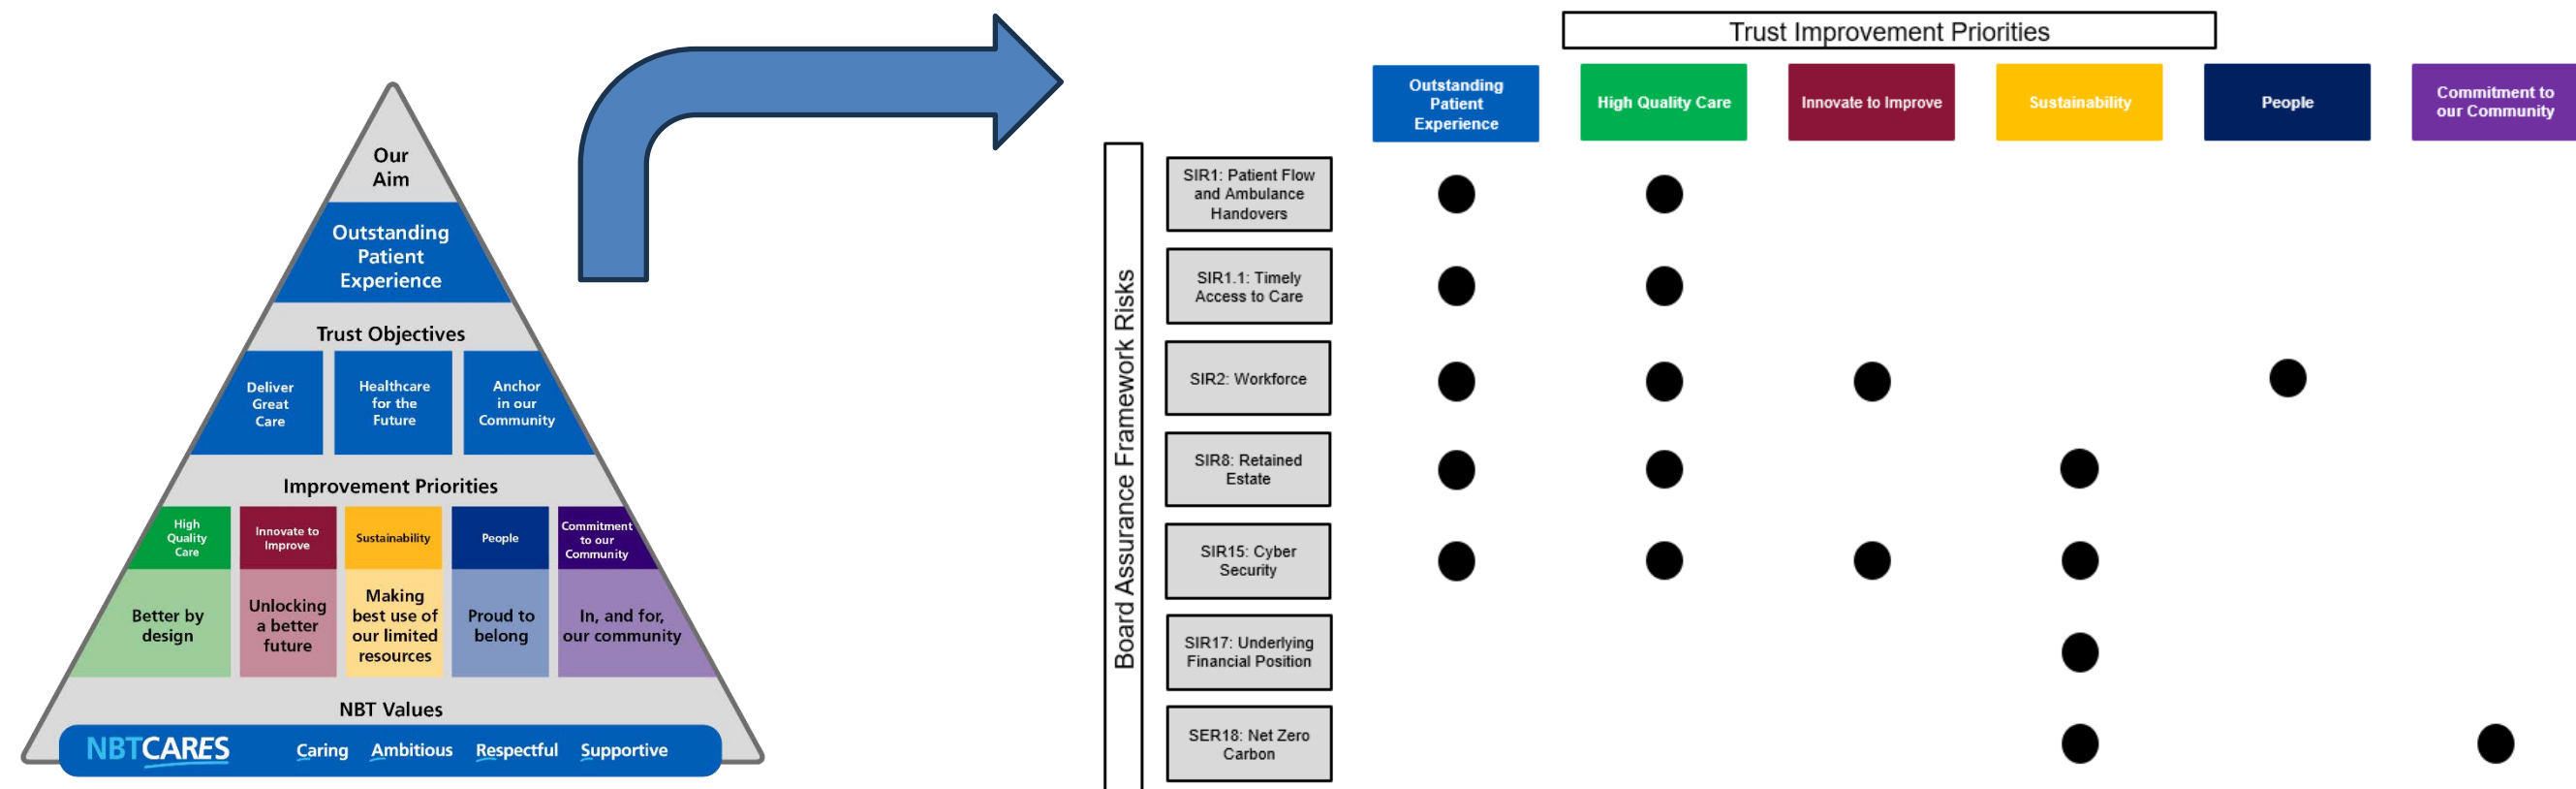 Our
Aim
Outstanding
Patient
Experience
Trust Objectives
Deliver
Great
Care
Healthcare
for the
Future
Anchor
in our
Community
Improvement Priorities
High
Quality
Care
Innovate to
Improve
Sustainability
People
Commitment
to our
Community
Better by
design
Unlocking
a better
future
Making
best use of
our limited
resources
Proud to
belong
In, and for,
our community
NBT Values
NBTCARES
Caring Ambitious Respectful Supportive
Trust Improvement Priorities
Outstanding
Patient
Experience
High Quality Care
Innovate to Improve
Sustainability
People
Commitment to
our Community
Board Assurance Framework Risks
SIR1: Patient Flow
and Ambulance
Handovers
SIR1.1: Timely
Access to Care
SIR2: Workforce
SIR8: Retained
Estate
SIR15: Cyber
Security
SIR17: Underlying
Financial Position
SER18: Net Zero
Carbon